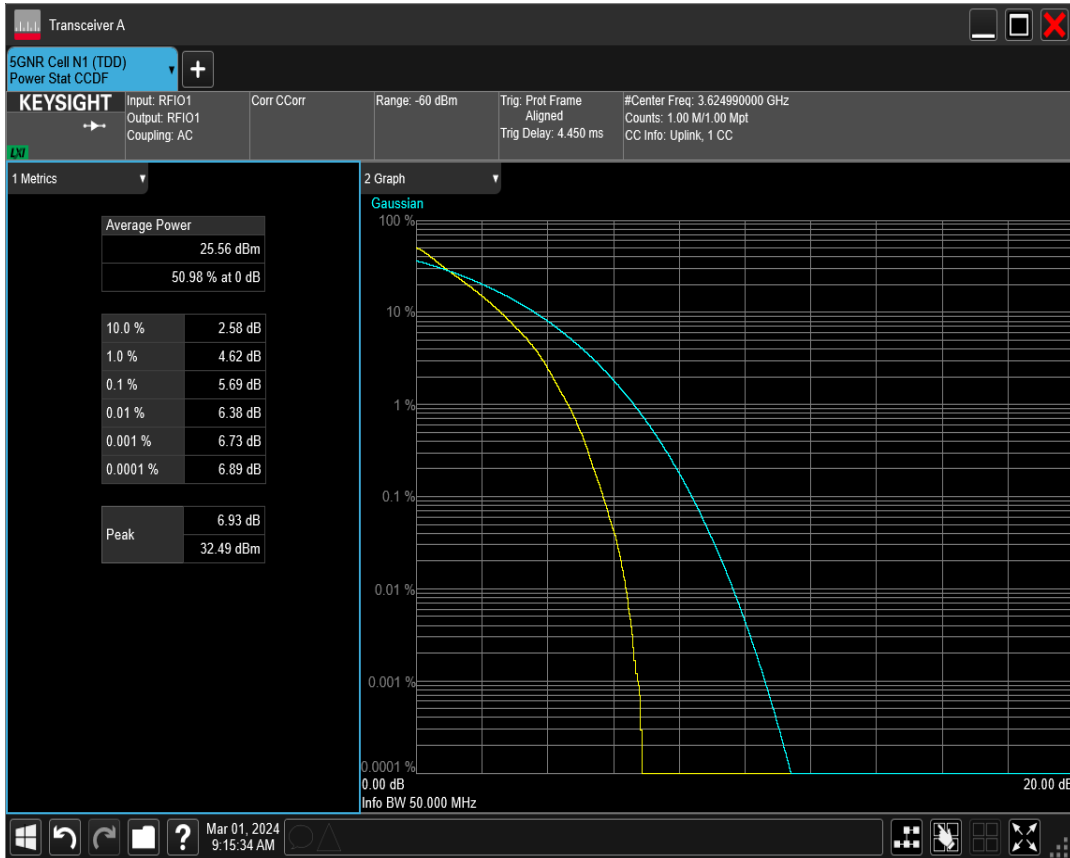 Transceiver A
5GNR Cell N1 (TDD)
Power Stat CCDF
+
KEYSIGHT
LXI
Input: RFIO1
Output: RFIO1
Coupling: AC
Corr CCorr
Range: -60 dBm
Trig: Prot Frame
Aligned
Trig Delay: 4.450 ms
#Center Freq: 3.624990000 GHz
Counts: 1.00 M/1.00 Mpt
CC Info: Uplink, 1 CC
1 Metrics
Average Power
25.56 dBm
50.98 % at 0 dB
10.0 % 2.58 dB
1.0 % 4.62 dB
0.1 % 5.69 dB
0.01 % 6.38 dB
0.001 % 6.73 dB
0.0001 % 6.89 dB
Peak
6.93 dB
32.49 dBm
2 Graph
Gaussian
100 %
10 %
1 %
0.1 %
0.01 %
0.001 %
0.0001 %
0.00 dB 20.00 dB
Info BW 50.000 MHz
?
Mar 01, 2024
9:15:34 AM